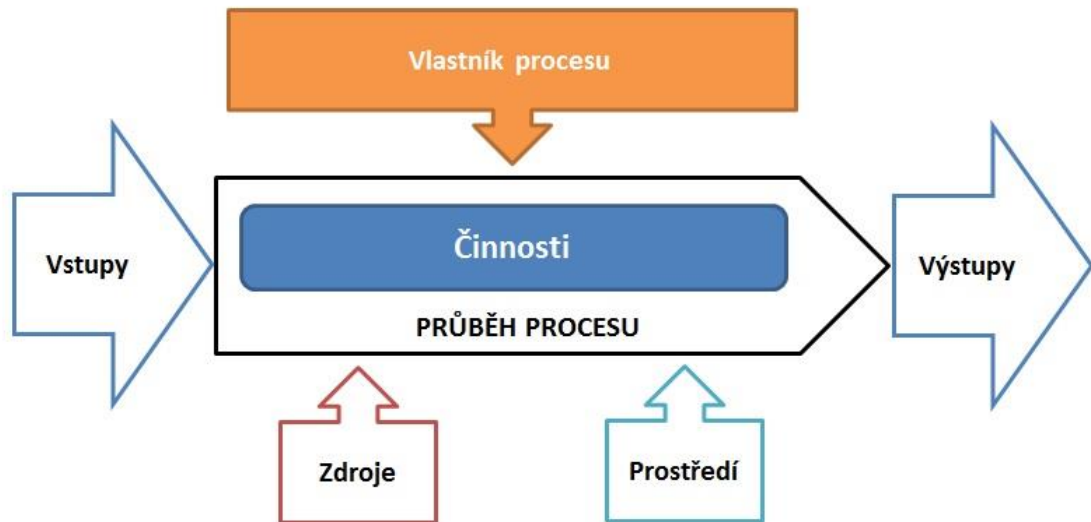 Vlastník procesu
Vstupy
Činnosti
PRŮBĚH PROCESU
Výstupy
Zdroje
Prostředí